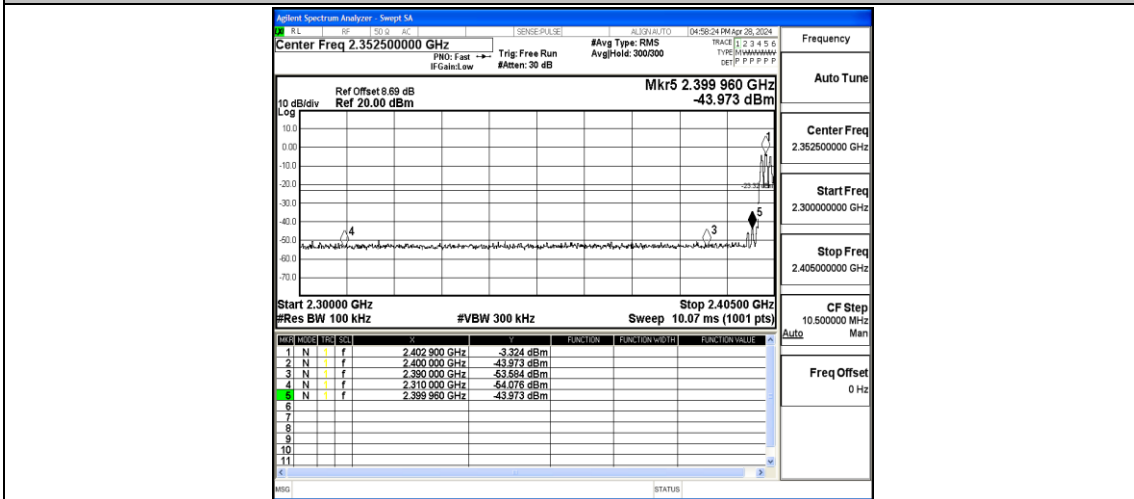 Agilent Spectrum Analyzer - Swept SA
RL RF 50 Ω AC SENSE:PULSE ALIGN AUTO 04:58:24 PM Apr 28, 2024
Center Freq 2.352500000 GHz
PNO: Fast
IFGain:Low
Trig: Free Run
#Atten: 30 dB
#Avg Type: RMS
Avg|Hold: 300/300
TRACE 1 2 3 4 5 6
TYPE M
DET P P P P P P
Frequency
Mkr5 2.399 960 GHz
-43.973 dBm
10 dB/div
Log
Ref Offset 8.69 dB
Ref 20.00 dBm
10.0
0.00
-10.0
-20.0
-30.0
-40.0
-50.0
-60.0
-70.0
1
5
3
4
Start 2.30000 GHz
Stop 2.40500 GHz
#Res BW 100 kHz #VBW 300 kHz Sweep 10.07 ms (1001 pts)
MKR MODE TRC SCL X Y FUNCTION FUNCTION WIDTH FUNCTION VALUE
1 N 1 f 2.402 900 GHz -3.324 dBm
2 N 1 f 2.400 000 GHz -43.973 dBm
3 N 1 f 2.390 000 GHz -53.584 dBm
4 N 1 f 2.310 000 GHz -54.076 dBm
5 N 1 f 2.399 960 GHz -43.973 dBm
6
7
8
9
10
11
MSG
STATUS
Auto Tune
Center Freq
2.352500000 GHz
Start Freq
2.300000000 GHz
Stop Freq
2.405000000 GHz
CF Step
10.500000 MHz
Auto Man
Freq Offset
0 Hz